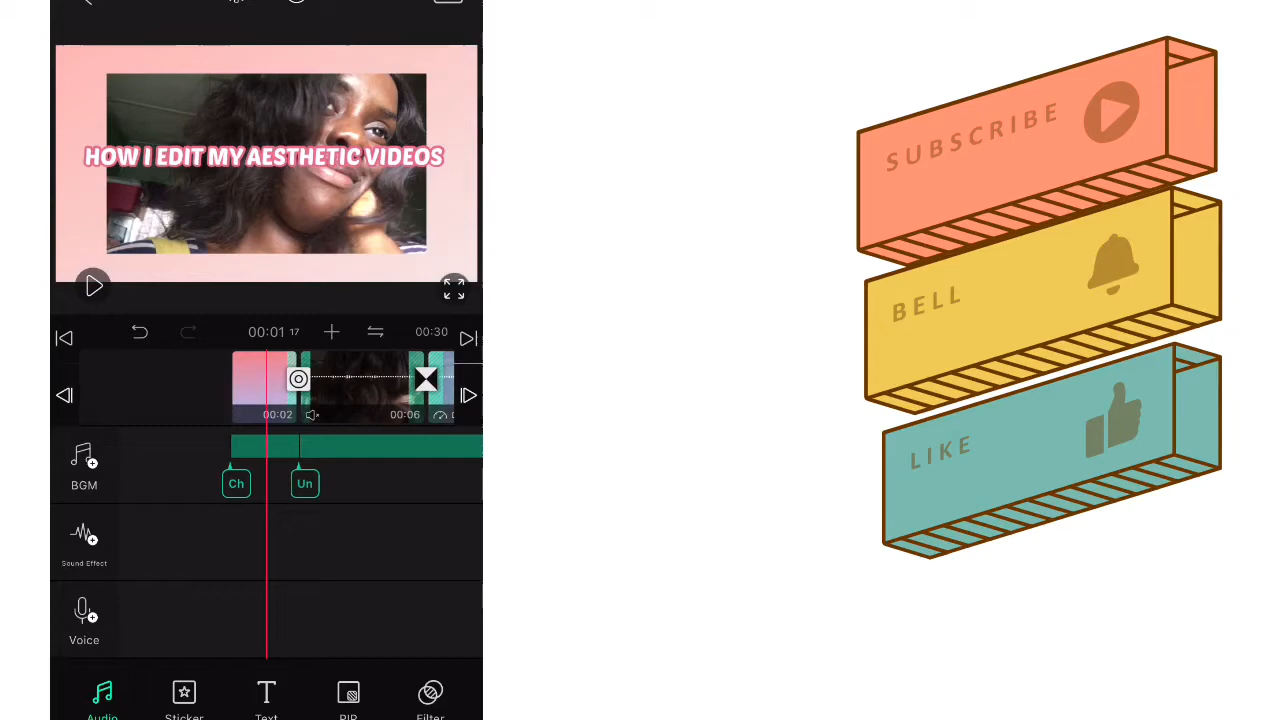 HOW I EDIT MY AESTHETIC VIDEOS
00:01 17
00:30
00:02
00:06
BGM
Ch
Un
Sound Effect
Voice
Audio
Sticker
Text
PIP
Filter
SUBSCRIBE
BELL
LIKE